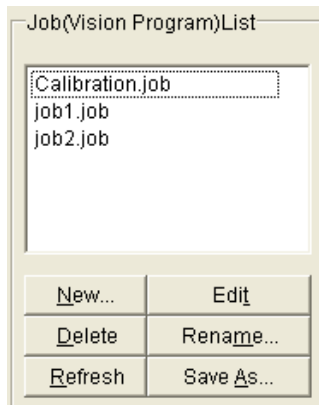 Job(Vision Program)List
Calibration.job
job1.job
job2.job
New... Edit
Delete Rename...
Refresh Save As...